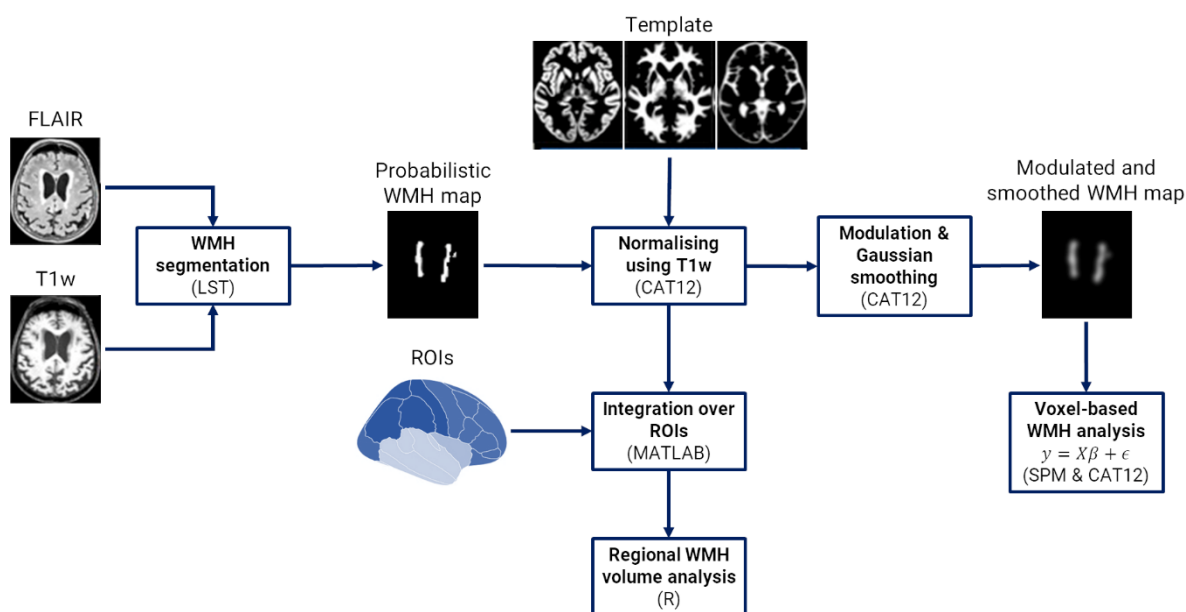 Template
FLAIR
Probabilistic
WMH map
Modulated and
smoothed WMH map
WMH
segmentation
(LST)
Normalising
using T1w
(CAT12)
Modulation &
Gaussian
smoothing
(CAT12)
T1w
ROIs
Integration over
ROIs
(MATLAB)
Voxel-based
WMH analysis
y = Xβ + ϵ
(SPM & CAT12)
Regional WMH
volume analysis
(R)